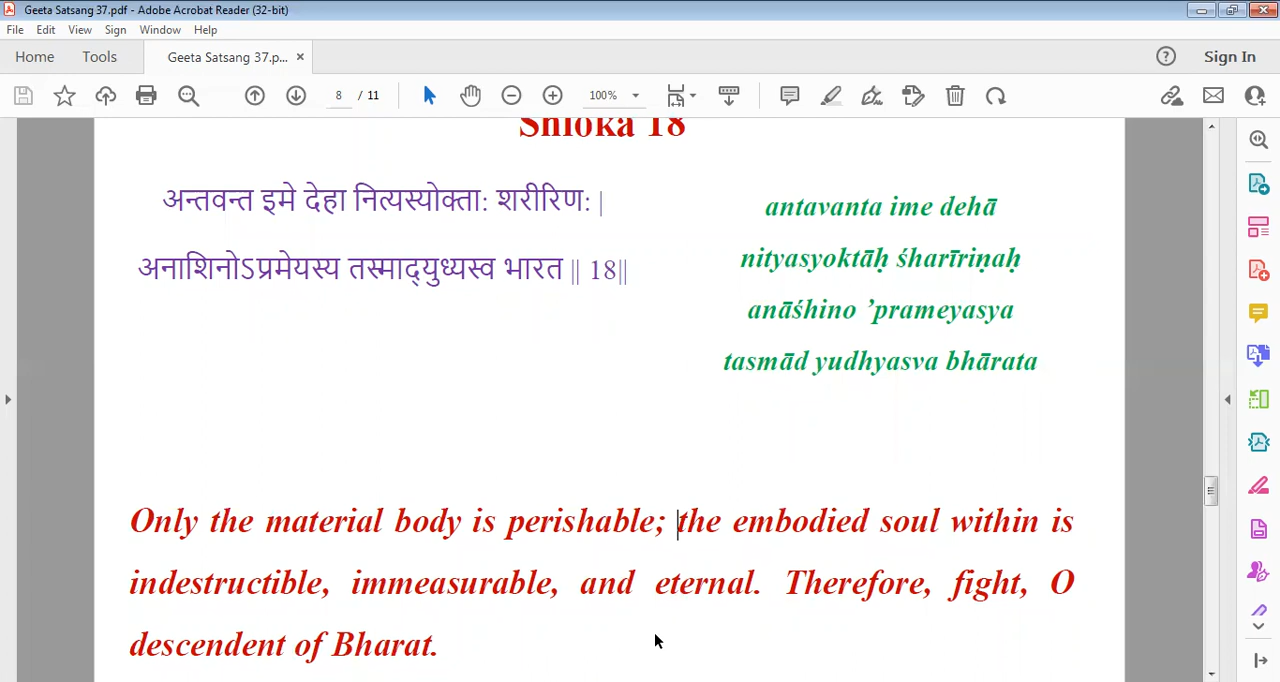 Geeta Satsang 37.pdf - Adobe Acrobat Reader (32-bit)
File Edit View Sign Window Help
Home Tools Geeta Satsang 37.p... × Sign In
8 / 11 100%
Shloka 18
अन्तवन्त इमे देहा नित्यस्योक्ता: शरीरिण: |
अनाशिनोऽप्रमेयस्य तस्माद्युध्यस्व भारत || 18||
antavanta ime dehā
nityasyoktāḥ śharīriṇaḥ
anāśhino ’prameyasya
tasmād yudhyasva bhārata
Only the material body is perishable; the embodied soul within is
indestructible, immeasurable, and eternal. Therefore, fight, O
descendent of Bharat.